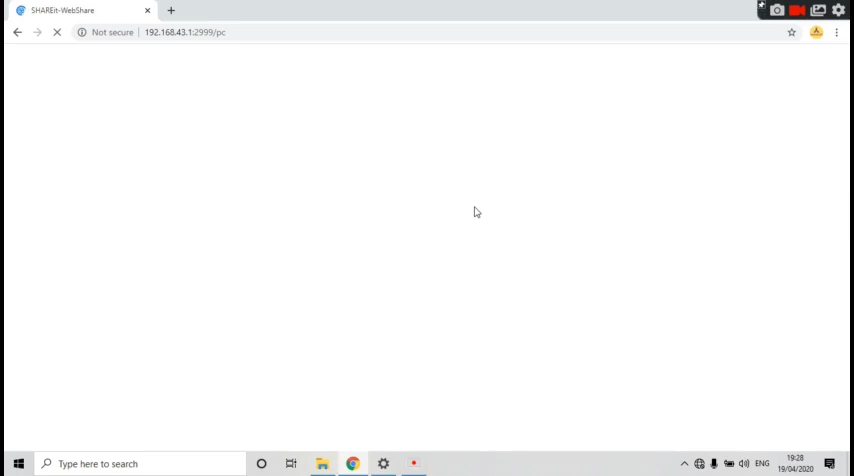 SHAREit-WebShare
Not secure
192.168.43.1:2999/pc
Type here to search
ENG
19:28
19/04/2020